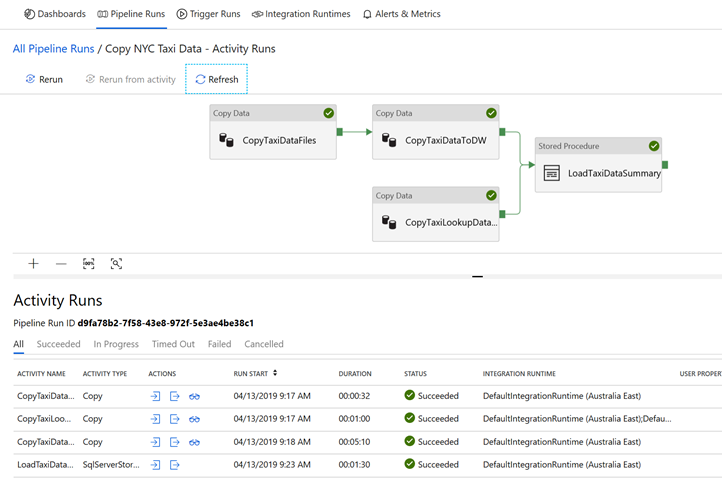 Dashboards Pipeline Runs Trigger Runs Integration Runtimes Alerts & Metrics
All Pipeline Runs / Copy NYC Taxi Data - Activity Runs
Rerun Rerun from activity Refresh
Copy Data
CopyTaxiDataFiles
Copy Data
CopyTaxiDataToDW
Stored Procedure
LoadTaxiDataSummary
Copy Data
CopyTaxiLookupData...
100%
Activity Runs
Pipeline Run ID d9fa78b2-7f58-43e8-972f-5e3ae4be38c1
All Succeeded In Progress Timed Out Failed Cancelled
ACTIVITY NAME ACTIVITY TYPE ACTIONS RUN START DURATION STATUS INTEGRATION RUNTIME USER PROPER
CopyTaxiData... Copy 04/13/2019 9:17 AM 00:00:32 Succeeded DefaultIntegrationRuntime (Australia East)
CopyTaxiLoo... Copy 04/13/2019 9:17 AM 00:01:00 Succeeded DefaultIntegrationRuntime (Australia East);Defau...
CopyTaxiData... Copy 04/13/2019 9:18 AM 00:05:10 Succeeded DefaultIntegrationRuntime (Australia East)
LoadTaxiData... SqlServerStor... 04/13/2019 9:23 AM 00:01:30 Succeeded DefaultIntegrationRuntime (Australia East)